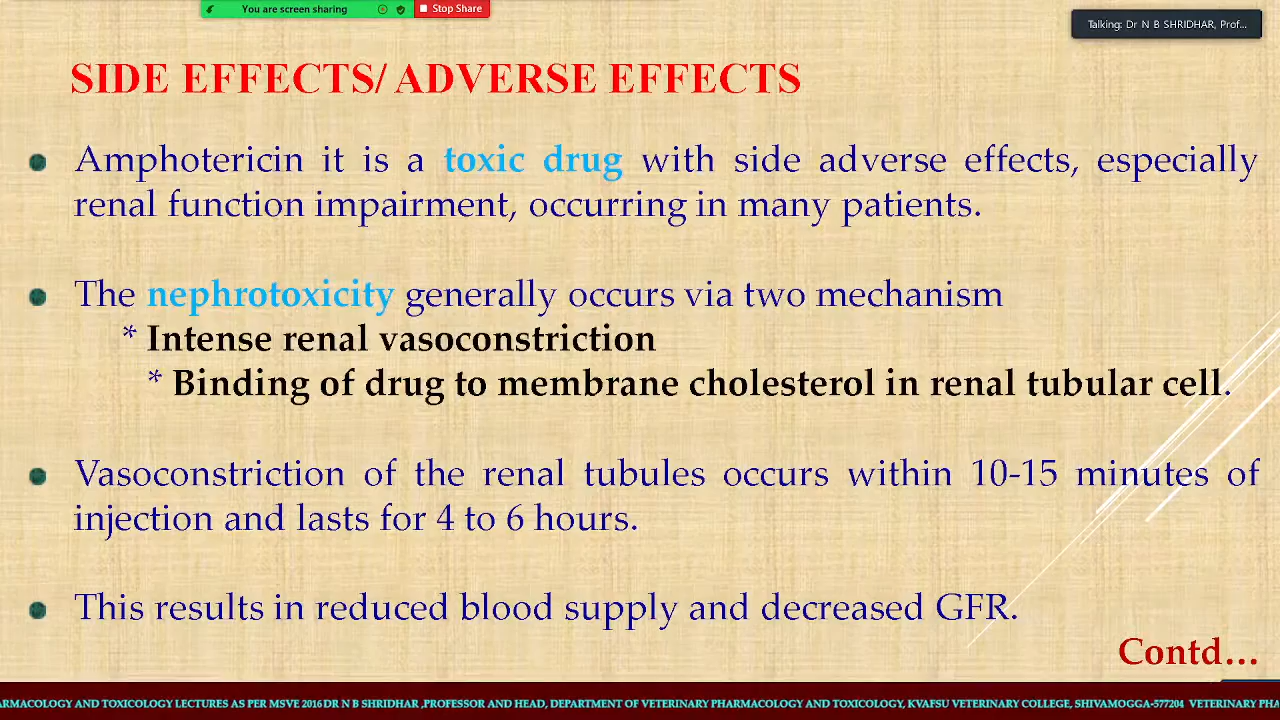 You are screen sharing
Stop Share
Talking: Dr N B SHRIDHAR, Prof...
SIDE EFFECTS/ ADVERSE EFFECTS
Amphotericin it is a toxic drug with side adverse effects, especially
renal function impairment, occurring in many patients.
The nephrotoxicity generally occurs via two mechanism
* Intense renal vasoconstriction
* Binding of drug to membrane cholesterol in renal tubular cell.
Vasoconstriction of the renal tubules occurs within 10-15 minutes of
injection and lasts for 4 to 6 hours.
This results in reduced blood supply and decreased GFR.
Contd...
ARMACOLOGY AND TOXICOLOGY LECTURES AS PER MSVE 2016 DR N B SHRIDHAR ,PROFESSOR AND HEAD, DEPARTMENT OF VETERINARY PHARMACOLOGY AND TOXICOLOGY, KVAFSU VETERINARY COLLEGE, SHIVAMOGGA-577204 VETERINARY PHA